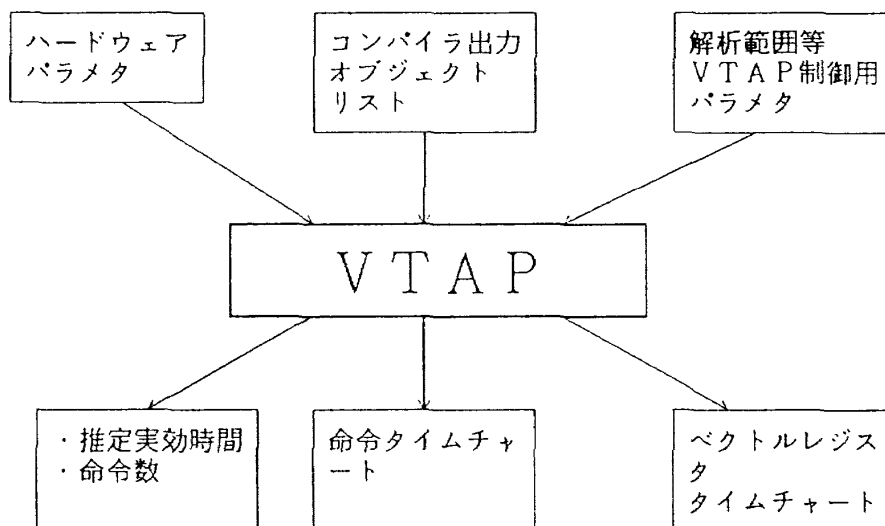 ハードウェア
パラメタ
コンパイラ出力
オブジェクト
リスト
解析範囲等
VTAP制御用
パラメタ
VTAP
・推定実効時間
・命令数
命令タイムチャ
ート
ベクトルレジス
タ
タイムチャート